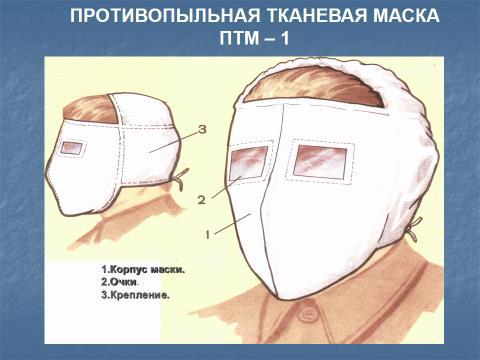 ПРОТИВОПЫЛЬНАЯ ТКАНЕВАЯ МАСКА
ПТМ – 1
3
2
1
1.Корпус маски.
2.Очки.
3.Крепление.